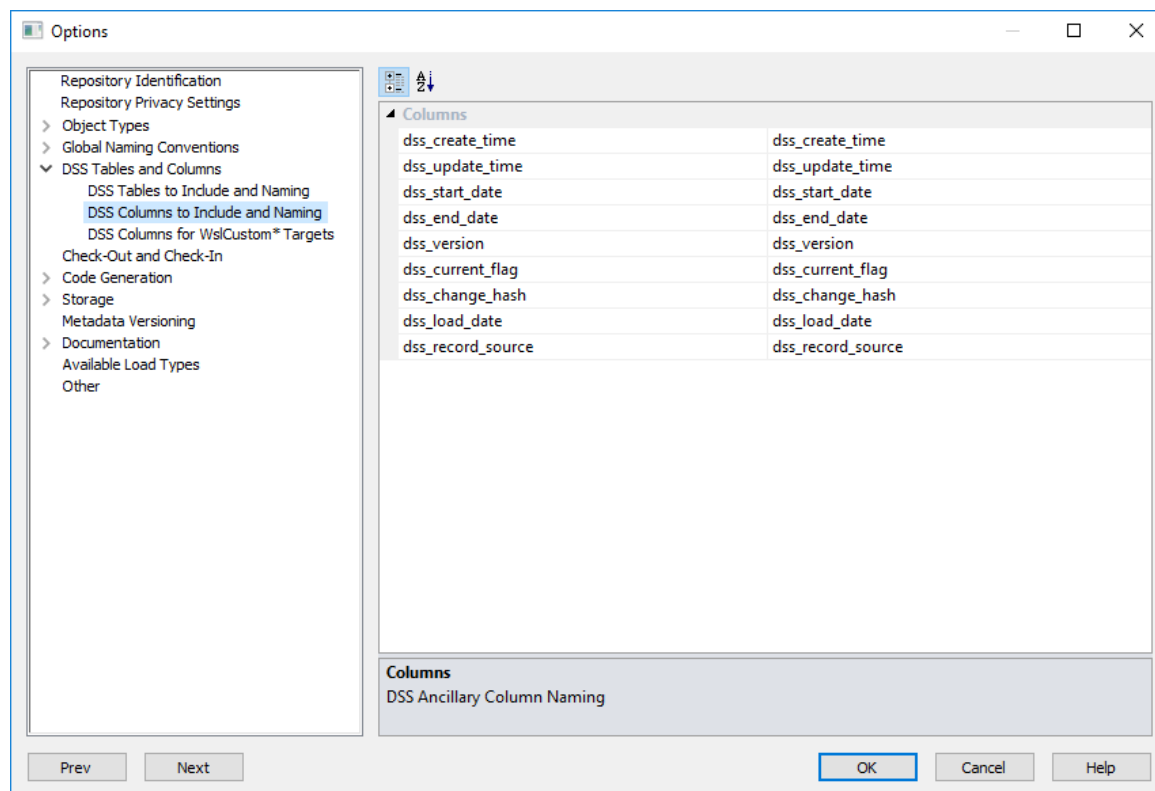 Options
Repository Identification
Repository Privacy Settings
Object Types
Global Naming Conventions
DSS Tables and Columns
DSS Tables to Include and Naming
DSS Columns to Include and Naming
DSS Columns for WslCustom* Targets
Check-Out and Check-In
Code Generation
Storage
Metadata Versioning
Documentation
Available Load Types
Other
A
Z
Columns
dss_create_time dss_create_time
dss_update_time dss_update_time
dss_start_date dss_start_date
dss_end_date dss_end_date
dss_version dss_version
dss_current_flag dss_current_flag
dss_change_hash dss_change_hash
dss_load_date dss_load_date
dss_record_source dss_record_source
Columns
DSS Ancillary Column Naming
Prev Next OK Cancel Help